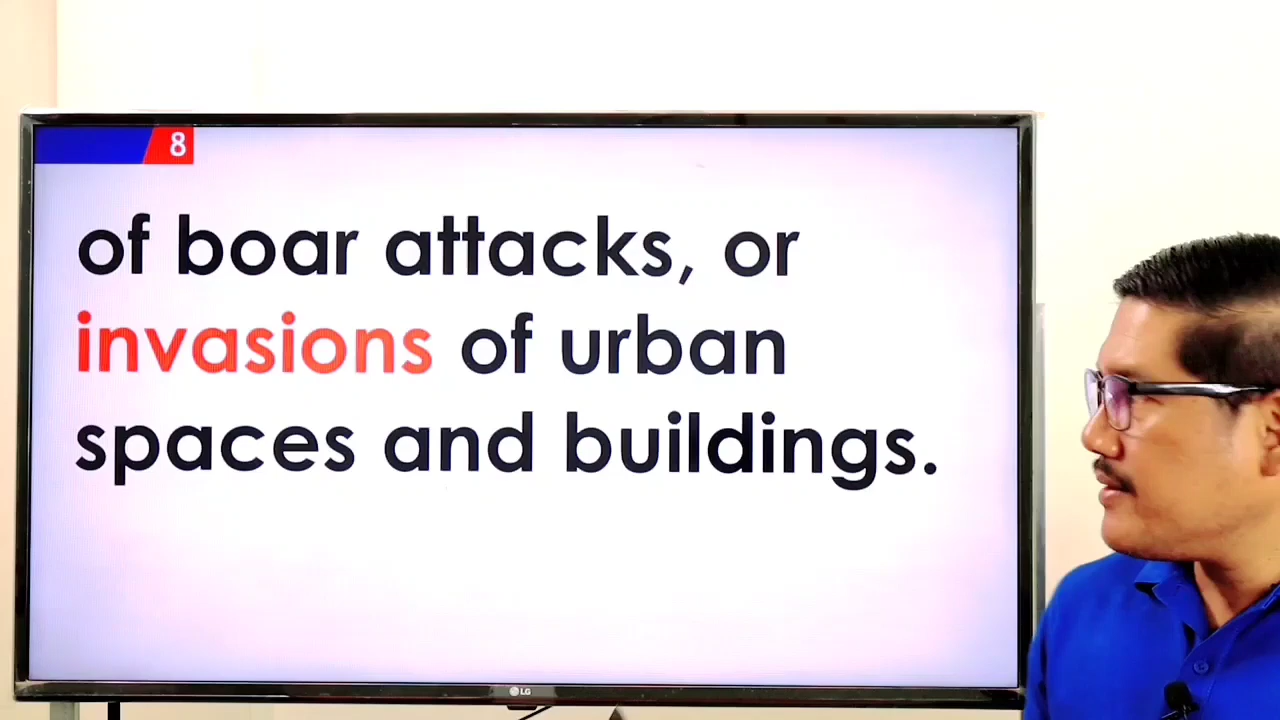 8
of boar attacks, or
invasions of urban
spaces and buildings.
LG